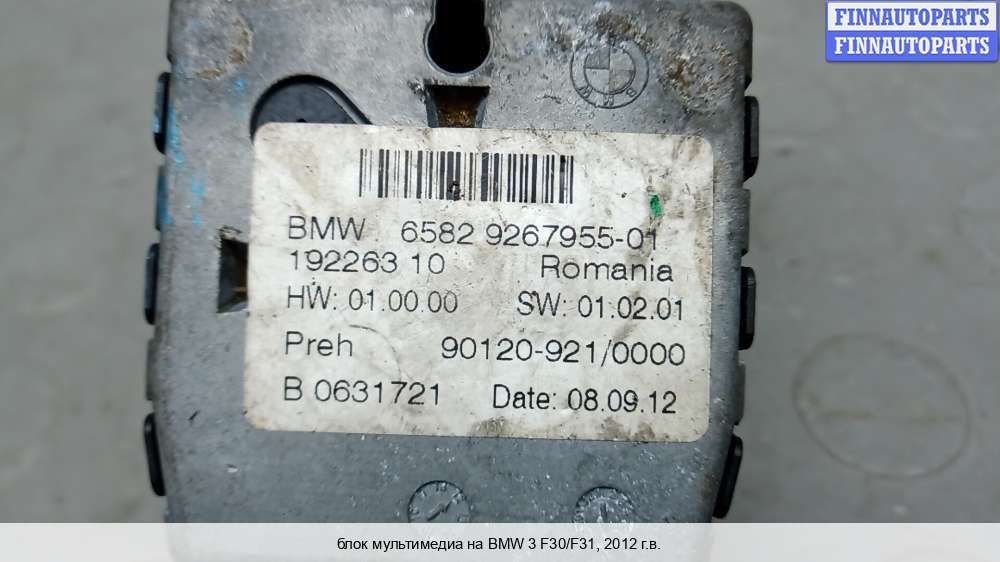 FINNAUTOPARTS
FINNAUTOPARTS
BMW
BMW 6582 9267955-01
192263 10 Romania
HW: 01.00.00 SW: 01.02.01
Preh 90120-921/0000
B 0631721 Date: 08.09.12
блок мультимедиа на BMW 3 F30/F31, 2012 г.в.